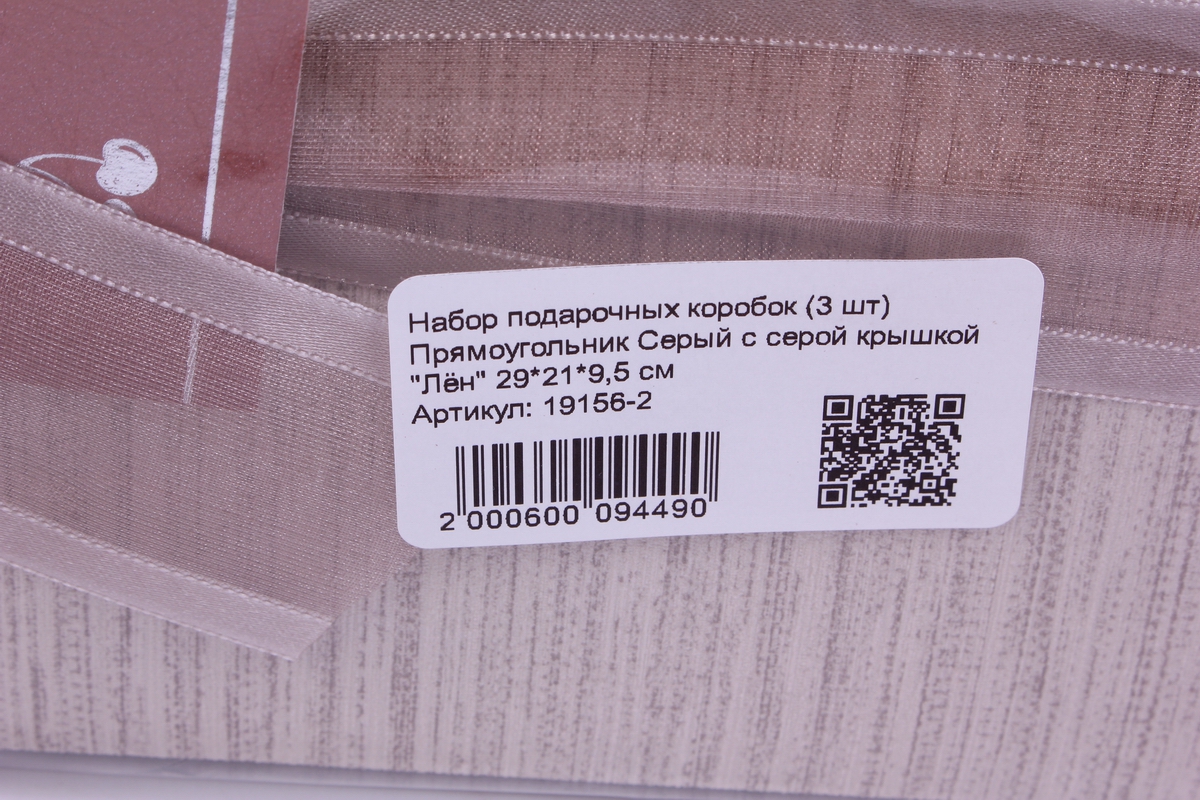 Набор подарочных коробок (3 шт)
Прямоугольник Серый с серой крышкой
"Лён" 29*21*9,5 см
Артикул: 19156-2
2 000600 094490